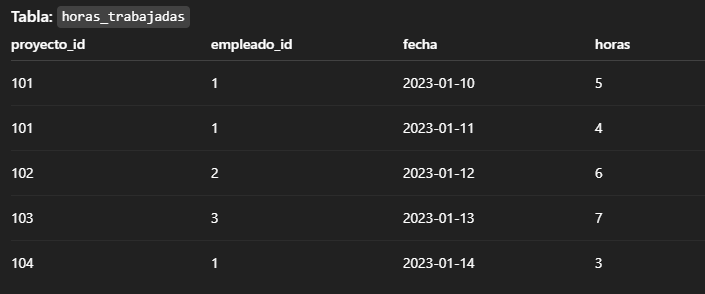 Tabla: horas_trabajadas
proyecto_id empleado_id fecha horas
101 1 2023-01-10 5
101 1 2023-01-11 4
102 2 2023-01-12 6
103 3 2023-01-13 7
104 1 2023-01-14 3